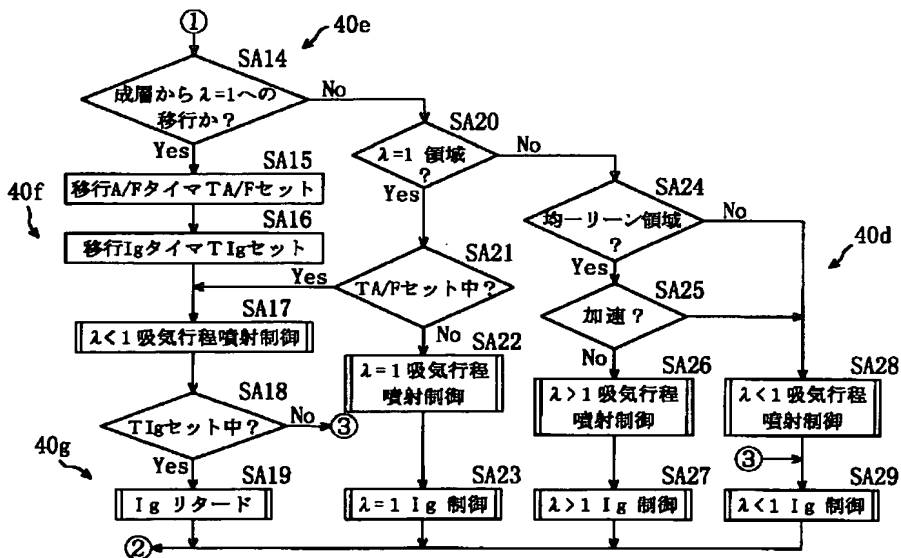 ①
40e
SA14
成層からλ=1への
移行か?
No
Yes
SA15
移行A/FタイマTA/Fセット
40f
SA16
移行IgタイマTIgセット
SA20
λ=1 領域
?
No
Yes
SA21
TA/Fセット中?
Yes
No
SA24
均一リーン領域
?
No
Yes
40d
SA25
加速?
No
SA17
λ<1吸気行程噴射制御
SA22
λ=1吸気行程
噴射制御
SA26
λ>1吸気行程
噴射制御
SA28
λ<1吸気行程
噴射制御
SA18
TIgセット中?
No
③
Yes
③
40g
SA19
Ig リタード
SA23
λ=1 Ig 制御
SA27
λ>1 Ig 制御
SA29
λ<1 Ig 制御
②